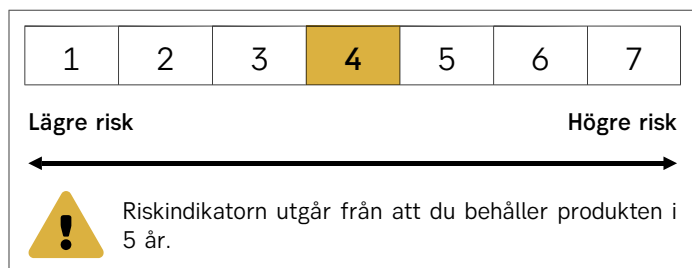 1 2 3 4 5 6 7
Lägre risk Högre risk
Riskindikatorn utgår från att du behåller produkten i
5 år.